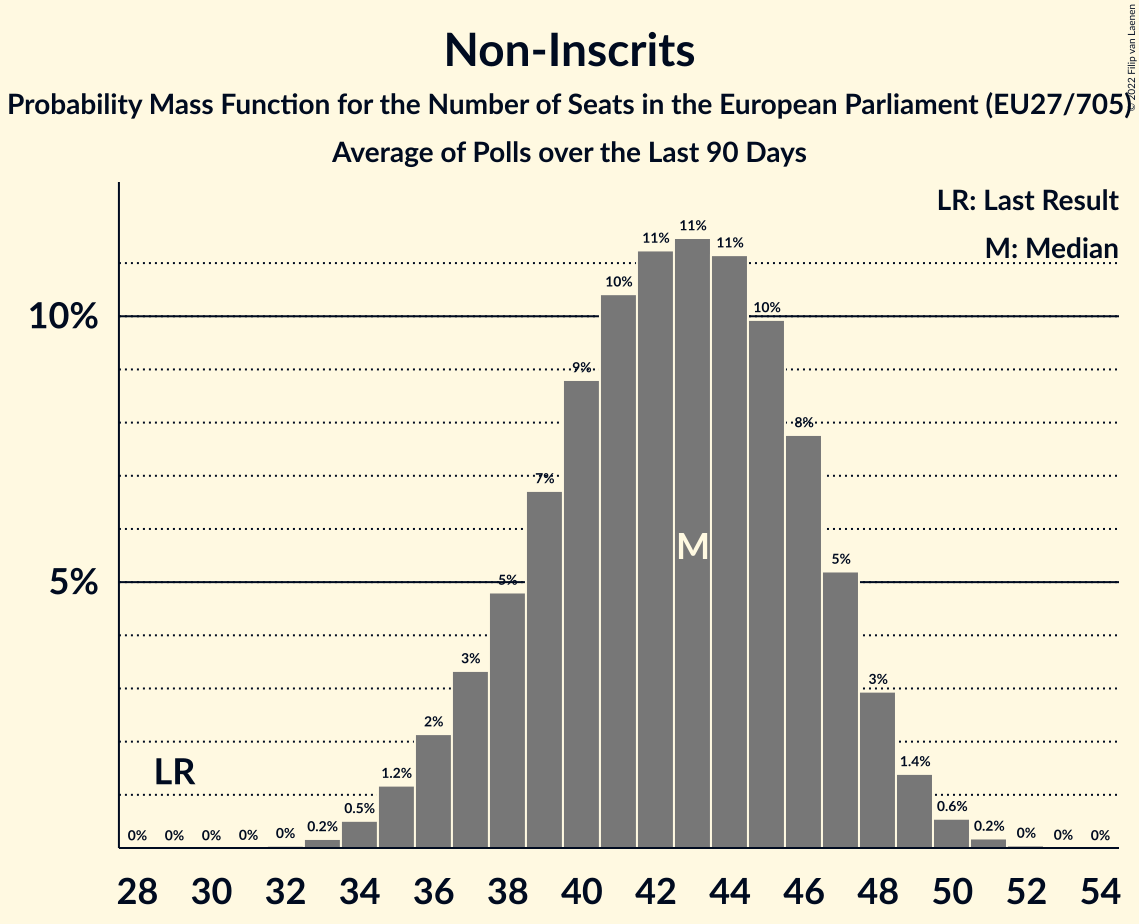 Non-Inscrits
Probability Mass Function for the Number of Seats in the European Parliament (EU27/705)
Average of Polls over the Last 90 Days
© 2022 Filip van Laenen
LR: Last Result
M: Median
10%
5%
0% 0% 0% 0% 0% 0.2% 0.5% 1.2% 2% 3% 5% 7% 9% 10% 11% 11% 11% 10% 8% 5% 3% 1.4% 0.6% 0.2% 0% 0% 0%
M
LR
28 30 32 34 36 38 40 42 44 46 48 50 52 54